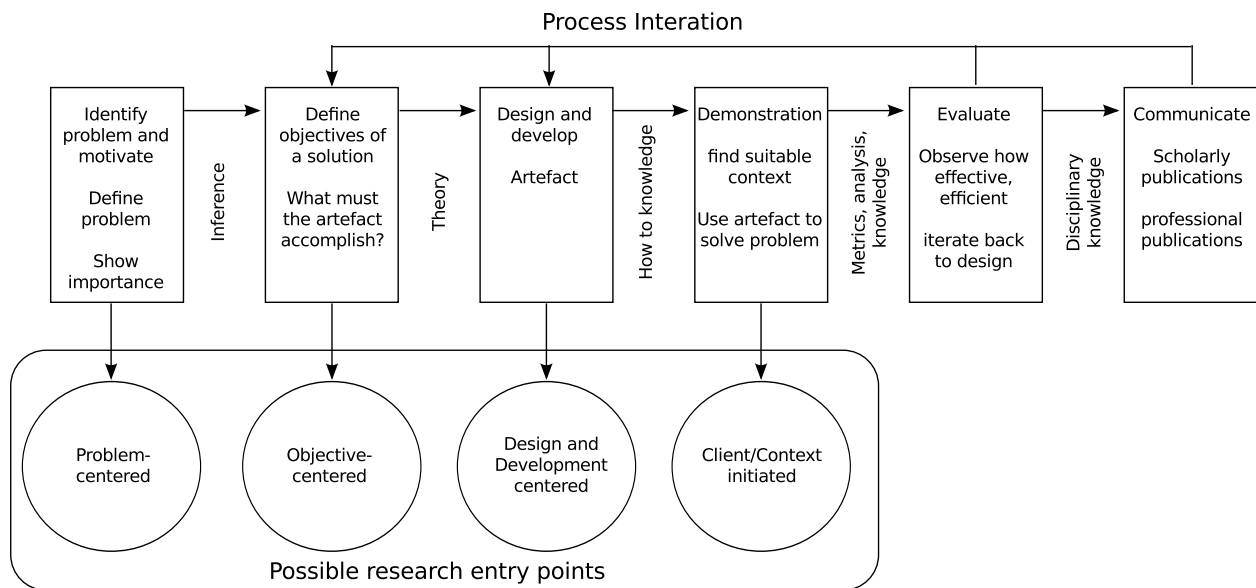 Process Interation
Identify
problem and
motivate
Define
problem
Show
importance
Inference
Define
objectives of
a solution
What must
the artefact
accomplish?
Theory
Design and
develop
Artefact
How to knowledge
Demonstration
find suitable
context
Use artefact to
solve problem
Metrics, analysis,
knowledge
Evaluate
Observe how
effective,
efficient
iterate back
to design
Disciplinary
knowledge
Communicate
Scholarly
publications
professional
publications
Problem-
centered
Objective-
centered
Design and
Development
centered
Client/Context
initiated
Possible research entry points